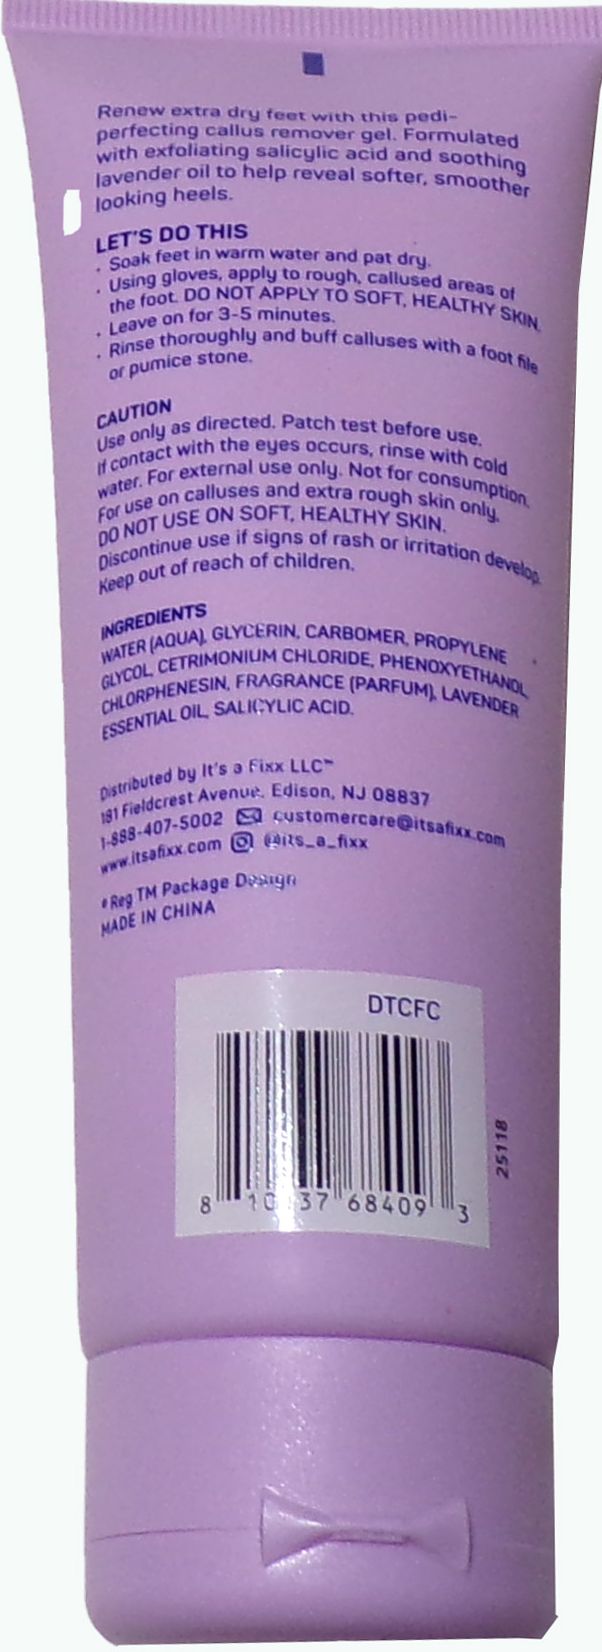 Renew extra dry feet with this pedi-
perfecting callus remover gel. Formulated
with exfoliating salicylic acid and soothing
lavender oil to help reveal softer, smoother
looking heels.
LET'S DO THIS
• Soak feet in warm water and pat dry.
• Using gloves, apply to rough, callused areas of
the foot. DO NOT APPLY TO SOFT, HEALTHY SKIN.
• Leave on for 3-5 minutes.
• Rinse thoroughly and buff calluses with a foot file
or pumice stone.
CAUTION
Use only as directed. Patch test before use.
If contact with the eyes occurs, rinse with cold
water. For external use only. Not for consumption.
For use on calluses and extra rough skin only.
DO NOT USE ON SOFT, HEALTHY SKIN.
Discontinue use if signs of rash or irritation develop.
Keep out of reach of children.
INGREDIENTS
WATER (AQUA), GLYCERIN, CARBOMER, PROPYLENE
GLYCOL, CETRIMONIUM CHLORIDE, PHENOXYETHANOL,
CHLORPHENESIN, FRAGRANCE (PARFUM), LAVENDER
ESSENTIAL OIL, SALICYLIC ACID.
Distributed by It's a Fixx LLC™
181 Fieldcrest Avenue, Edison, NJ 08837
1-888-407-5002 customercare@itsafixx.com
www.itsafixx.com @its_a_fixx
® Reg TM Package Design
MADE IN CHINA
DTCFC
25118
8 10 37 68409 3